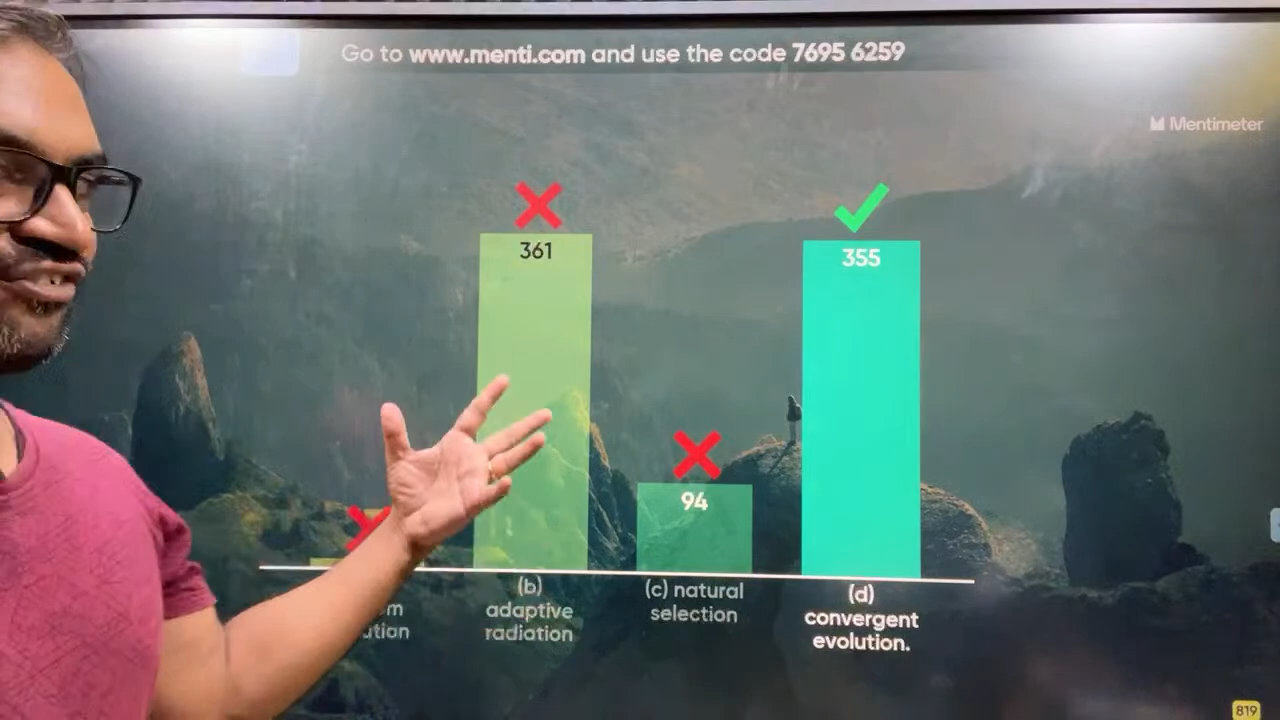 Go to www.menti.com and use the code 7695 6259
Mentimeter
361
355
94
(b)
adaptive
radiation
(c) natural
selection
(d)
convergent
evolution.
819